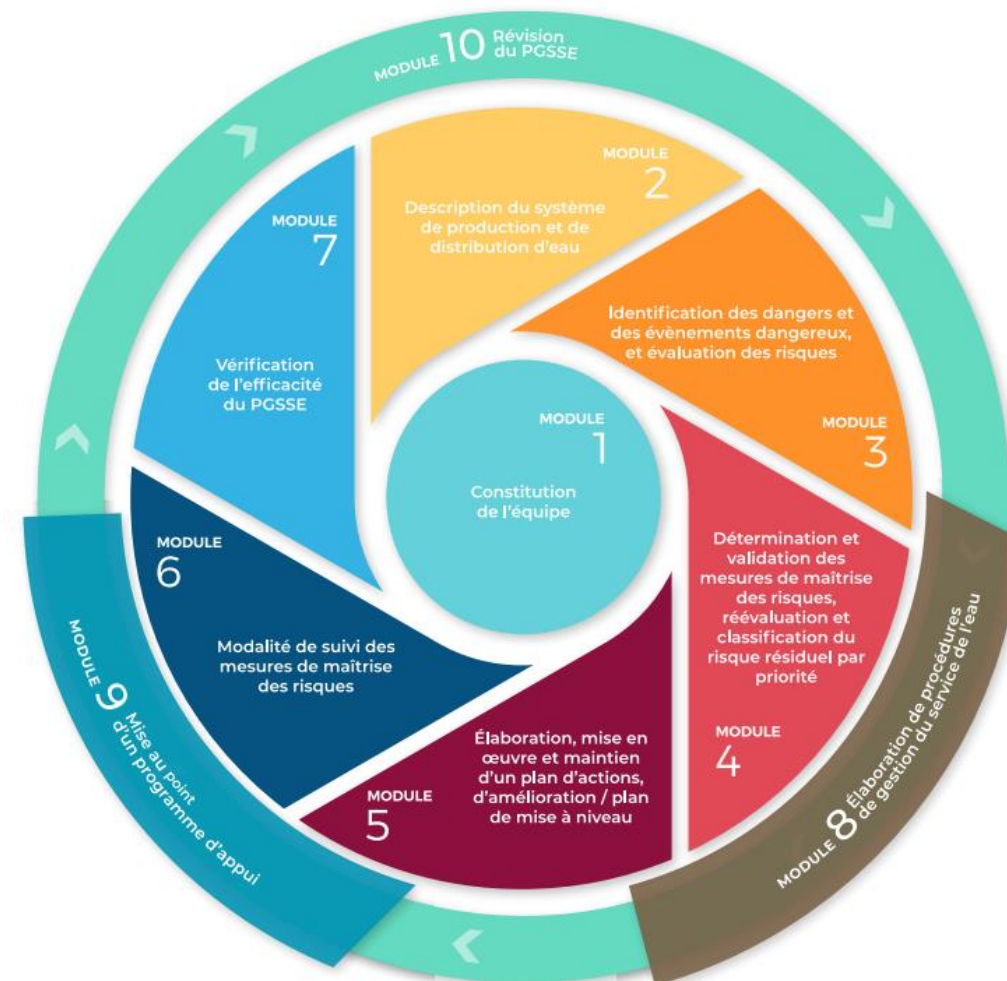 MODULE 10 Révision
du PGSSE
MODULE
2
Description du système
de production et de
distribution d'eau
MODULE
7
Vérification
de l'efficacité
du PGSSE
Identification des dangers et
des évènements dangereux,
et évaluation des risques
MODULE
3
MODULE
1
Constitution
de l'équipe
Détermination et
validation des
mesures de maîtrise
des risques,
réévaluation et
classification du
risque résiduel par
priorité
MODULE
4
MODULE
6
Modalité de suivi des
mesures de maîtrise
des risques
Élaboration, mise en
œuvre et maintien
d'un plan d'actions,
d'amélioration / plan
de mise à niveau
MODULE
5
MODULE 8 Élaboration de procédures
de gestion du service de l'eau
MODULE 9 Mise au point
d'un programme d'appui